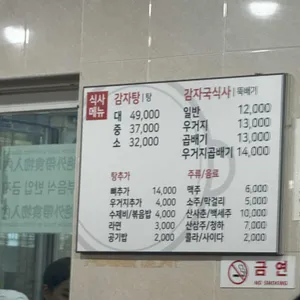 식사
메뉴
감자탕 | 탕
대 49,000
중 37,000
소 32,000
감자국식사 | 뚝배기
일반 12,000
우거지 13,000
곱배기 13,000
우거지곱배기 14,000
탕추가
뼈추가 14,000
우거지추가 4,000
수제비/볶음밥 4,000
라면 3,000
공기밥 2,000
주류/음료
맥주 6,000
소주/막걸리 5,000
산사춘/백세주 10,000
산삼주/청하 7,000
콜라/사이다 2,000
금연
NO SMOKING